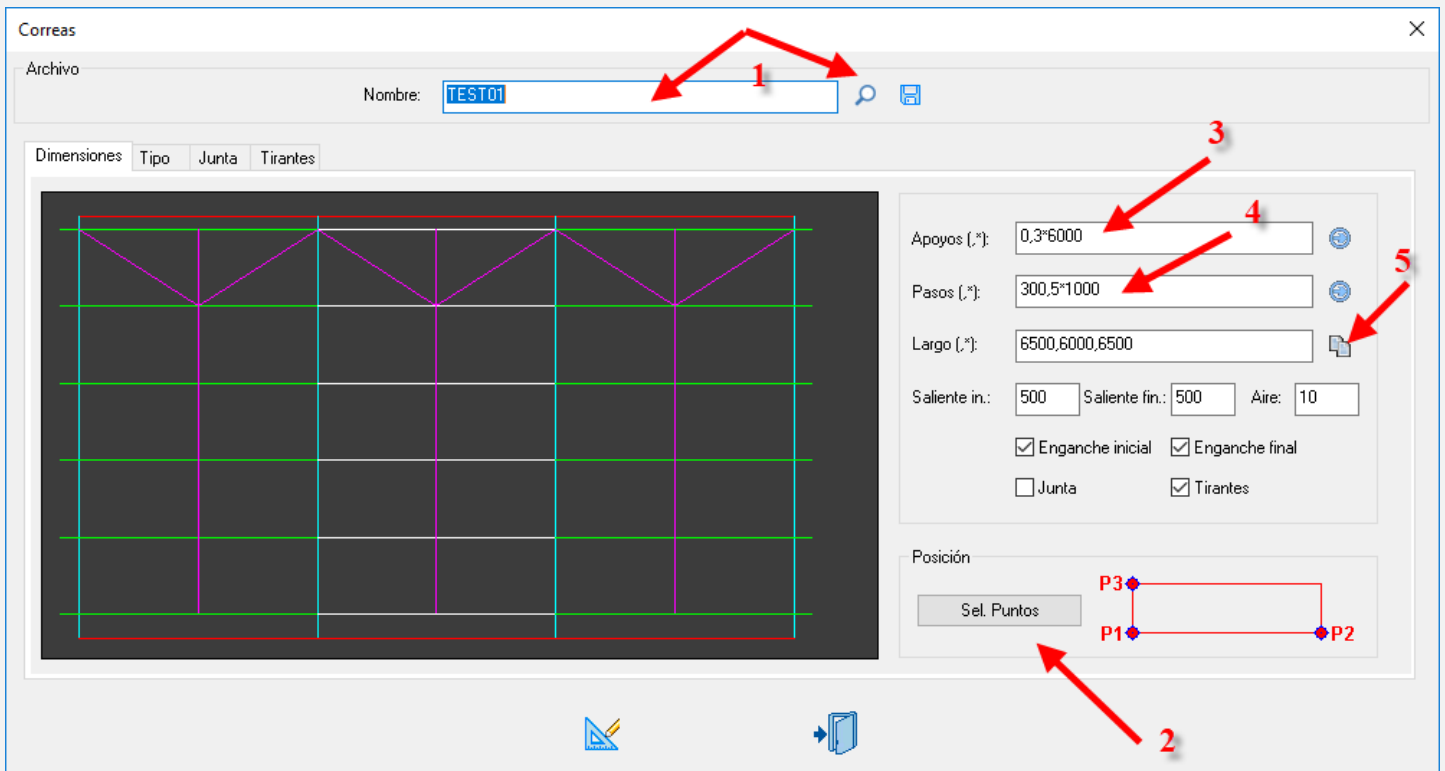 Correas
Archivo
1
Nombre: TEST01
3
Dimensiones Tipo Junta Tirantes
4
Apoyos (,*): 0,3*6000
5
Pasos (,*): 300,5*1000
Largo (,*): 6500,6000,6500
Saliente in.: 500 Saliente fin.: 500 Aire: 10
Enganche inicial Enganche final
Junta Tirantes
Posición
P3
Sel. Puntos
P1 P2
2